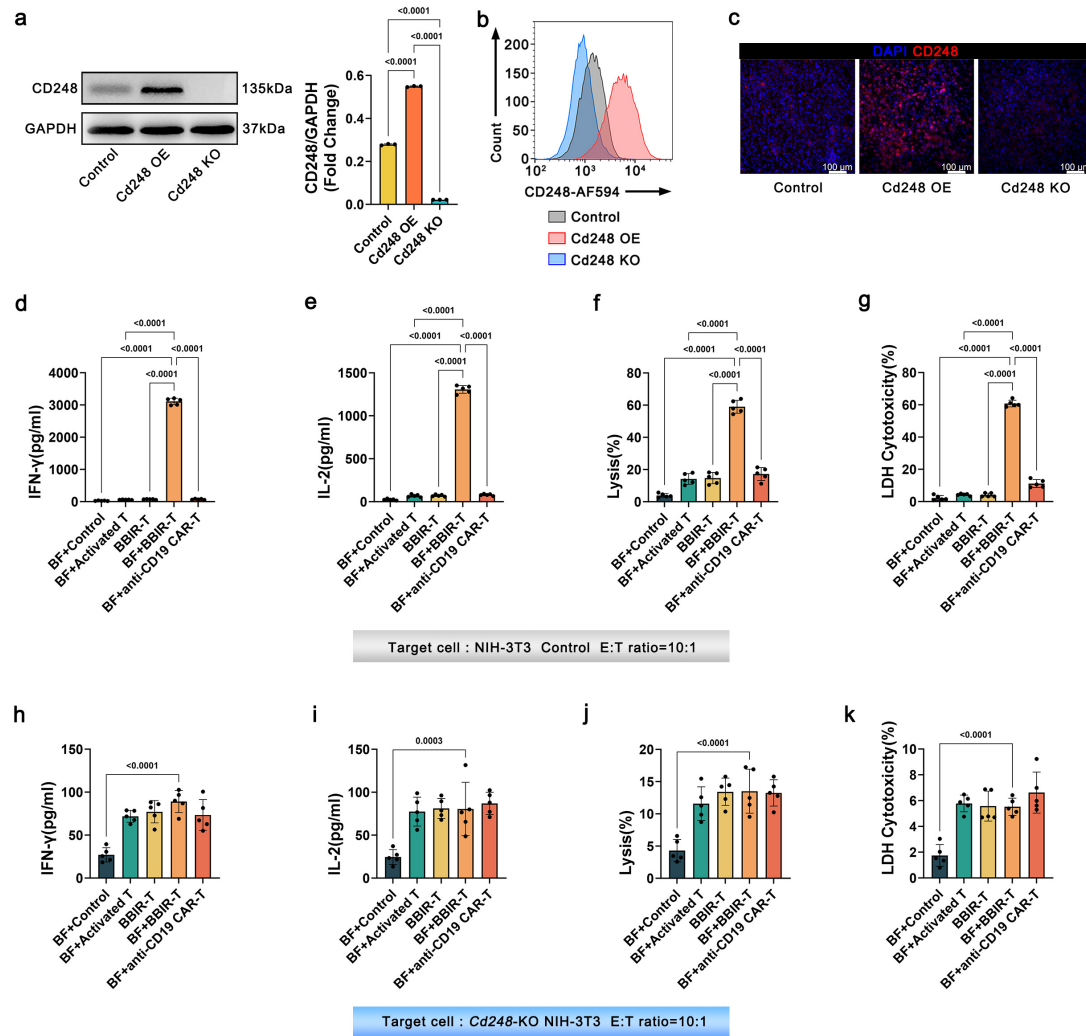 a
CD248
135kDa
GAPDH
37kDa
Control
Cd248 OE
Cd248 KO
<0.0001
<0.0001
<0.0001
CD248/GAPDH
(Fold Change)
0.6
0.4
0.2
0.0
Control
Cd248 OE
Cd248 KO
b
Count
200
150
100
50
0
10² 10³ 10⁴
CD248-AF594
Control
Cd248 OE
Cd248 KO
c
DAPI CD248
100 μm
100 μm
100 μm
Control
Cd248 OE
Cd248 KO
d
<0.0001
<0.0001 <0.0001
<0.0001
IFN-γ(pg/ml)
4000
3000
2000
1000
0
BF+Control
BF+Activated T
BBIR-T
BF+BBIR-T
BF+anti-CD19 CAR-T
e
<0.0001
<0.0001 <0.0001
<0.0001
IL-2(pg/ml)
1500
1000
500
0
BF+Control
BF+Activated T
BBIR-T
BF+BBIR-T
BF+anti-CD19 CAR-T
f
<0.0001
<0.0001 <0.0001
<0.0001
Lysis(%)
80
60
40
20
0
BF+Control
BF+Activated T
BBIR-T
BF+BBIR-T
BF+anti-CD19 CAR-T
g
<0.0001
<0.0001 <0.0001
<0.0001
LDH Cytotoxicity(%)
80
60
40
20
0
BF+Control
BF+Activated T
BBIR-T
BF+BBIR-T
BF+anti-CD19 CAR-T
Target cell : NIH-3T3 Control E:T ratio=10:1
h
<0.0001
IFN-γ(pg/ml)
150
100
50
0
BF+Control
BF+Activated T
BBIR-T
BF+BBIR-T
BF+anti-CD19 CAR-T
i
0.0003
IL-2(pg/ml)
150
100
50
0
BF+Control
BF+Activated T
BBIR-T
BF+BBIR-T
BF+anti-CD19 CAR-T
j
<0.0001
Lysis(%)
20
15
10
5
0
BF+Control
BF+Activated T
BBIR-T
BF+BBIR-T
BF+anti-CD19 CAR-T
k
<0.0001
LDH Cytotoxicity(%)
10
8
6
4
2
0
BF+Control
BF+Activated T
BBIR-T
BF+BBIR-T
BF+anti-CD19 CAR-T
Target cell : Cd248-KO NIH-3T3 E:T ratio=10:1